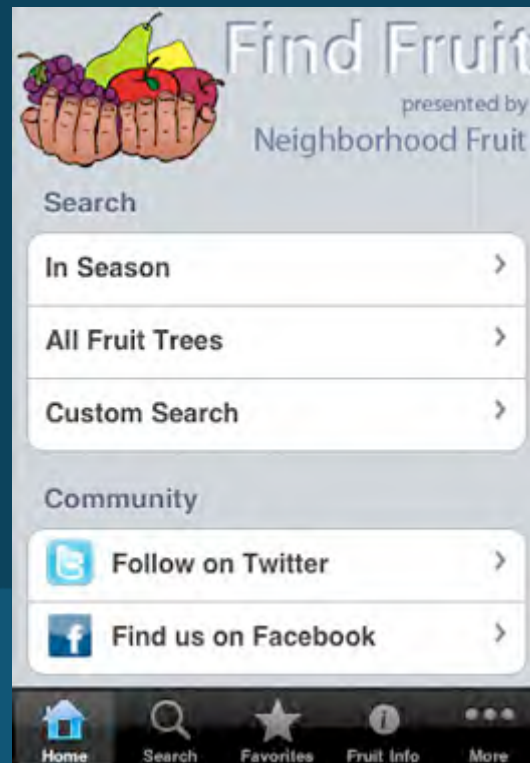 Find Fruit
presented by
Neighborhood Fruit
Search
In Season
All Fruit Trees
Custom Search
Community
Follow on Twitter
Find us on Facebook
Home Search Favorites Fruit Info More